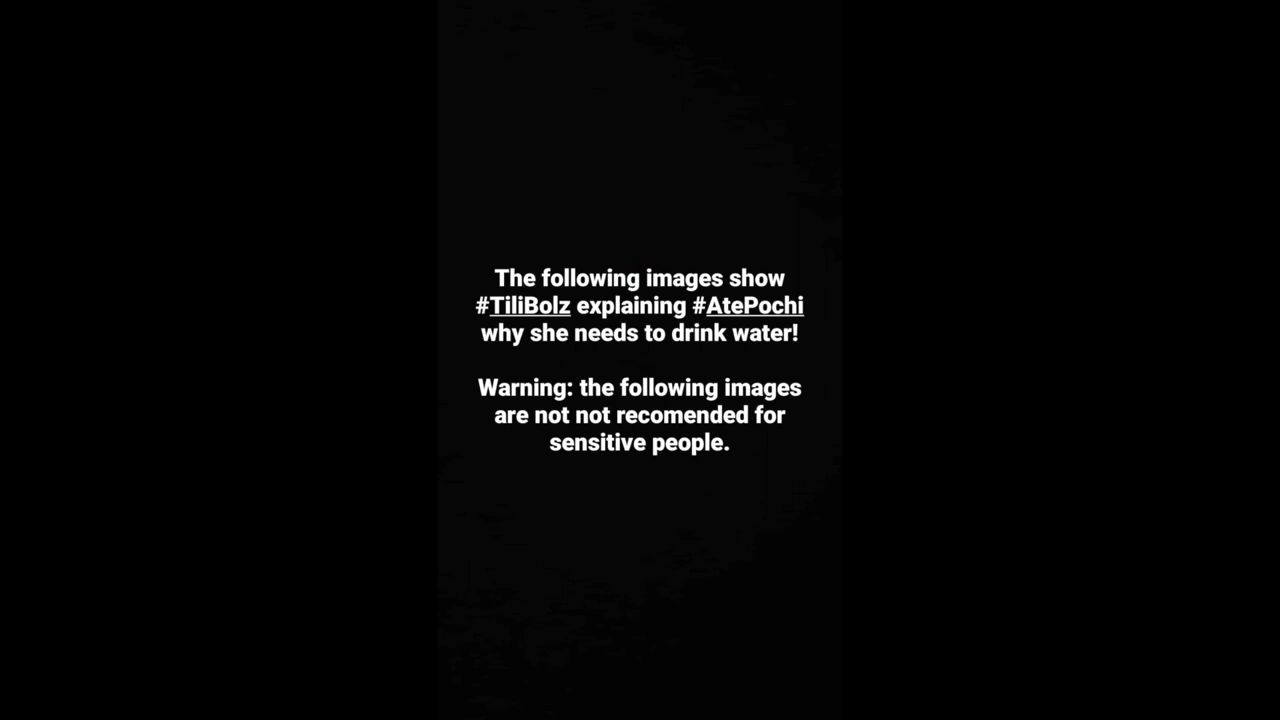 The following images show
#TiliBolz explaining #AtePochi
why she needs to drink water!
Warning: the following images
are not not recomended for
sensitive people.